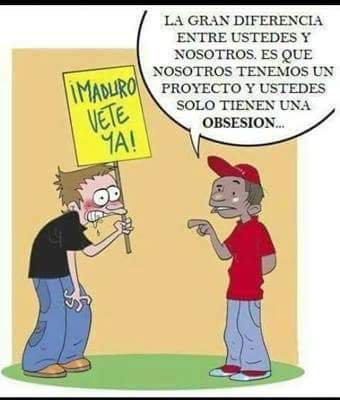 LA GRAN DIFERENCIA
ENTRE USTEDES Y
NOSOTROS. ES QUE
NOSOTROS TENEMOS UN
PROYECTO Y USTEDES
SOLO TIENEN UNA
OBSESION...
¡MADURO
VETE
YA!